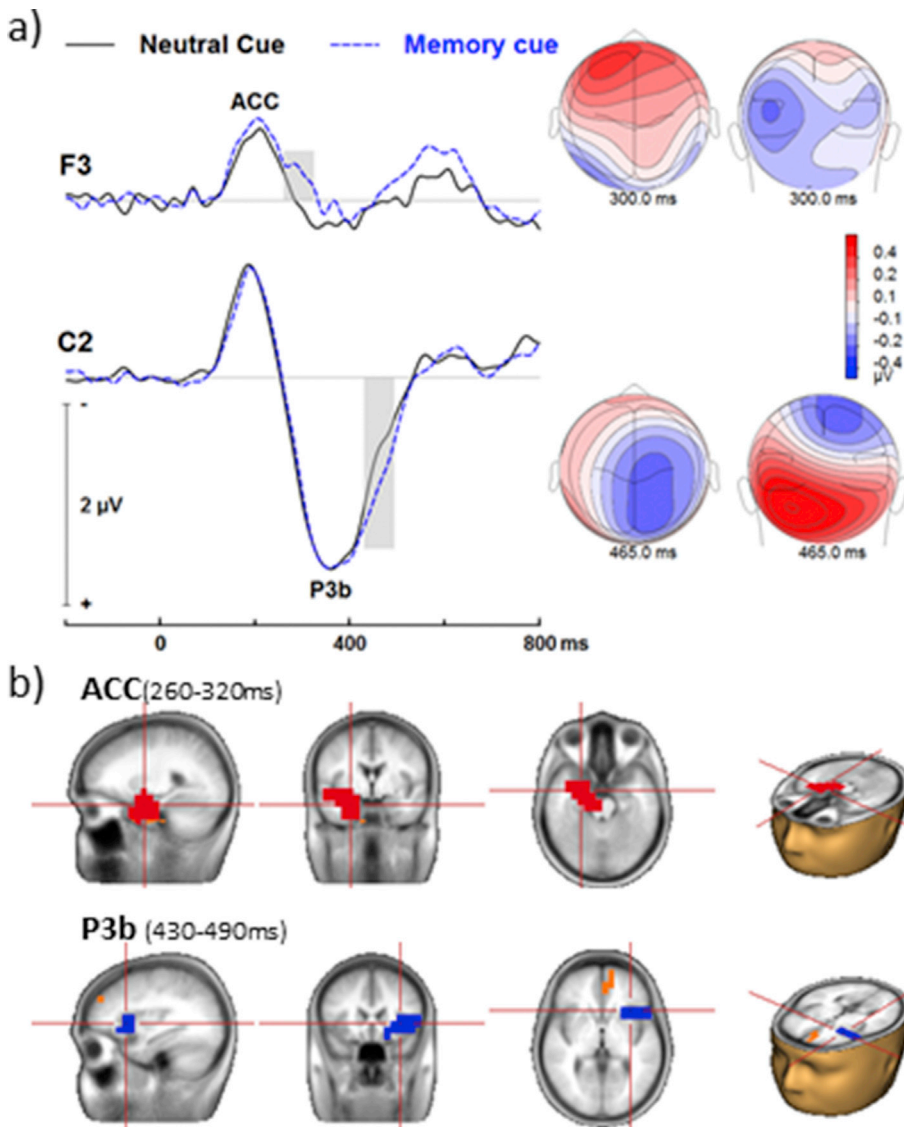 a)
Neutral Cue Memory cue
ACC
F3
300.0 ms 300.0 ms
0.4
0.2
0.1
-0.1
-0.2
-0.4
µV
C2
-
2 µV
+
P3b
465.0 ms 465.0 ms
0 400 800 ms
b)
ACC(260-320ms)
P3b (430-490ms)